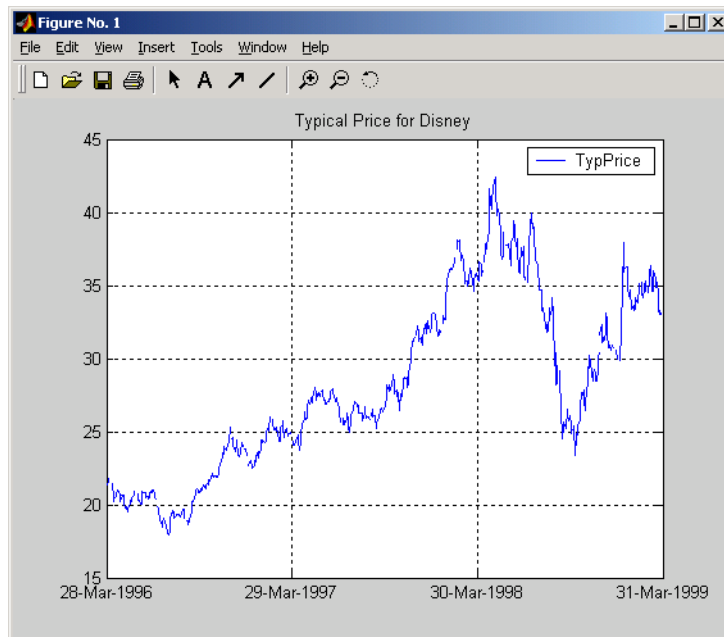 Figure No. 1
File Edit View Insert Tools Window Help
A
Typical Price for Disney
TypPrice
45
40
35
30
25
20
15
28-Mar-1996 29-Mar-1997 30-Mar-1998 31-Mar-1999